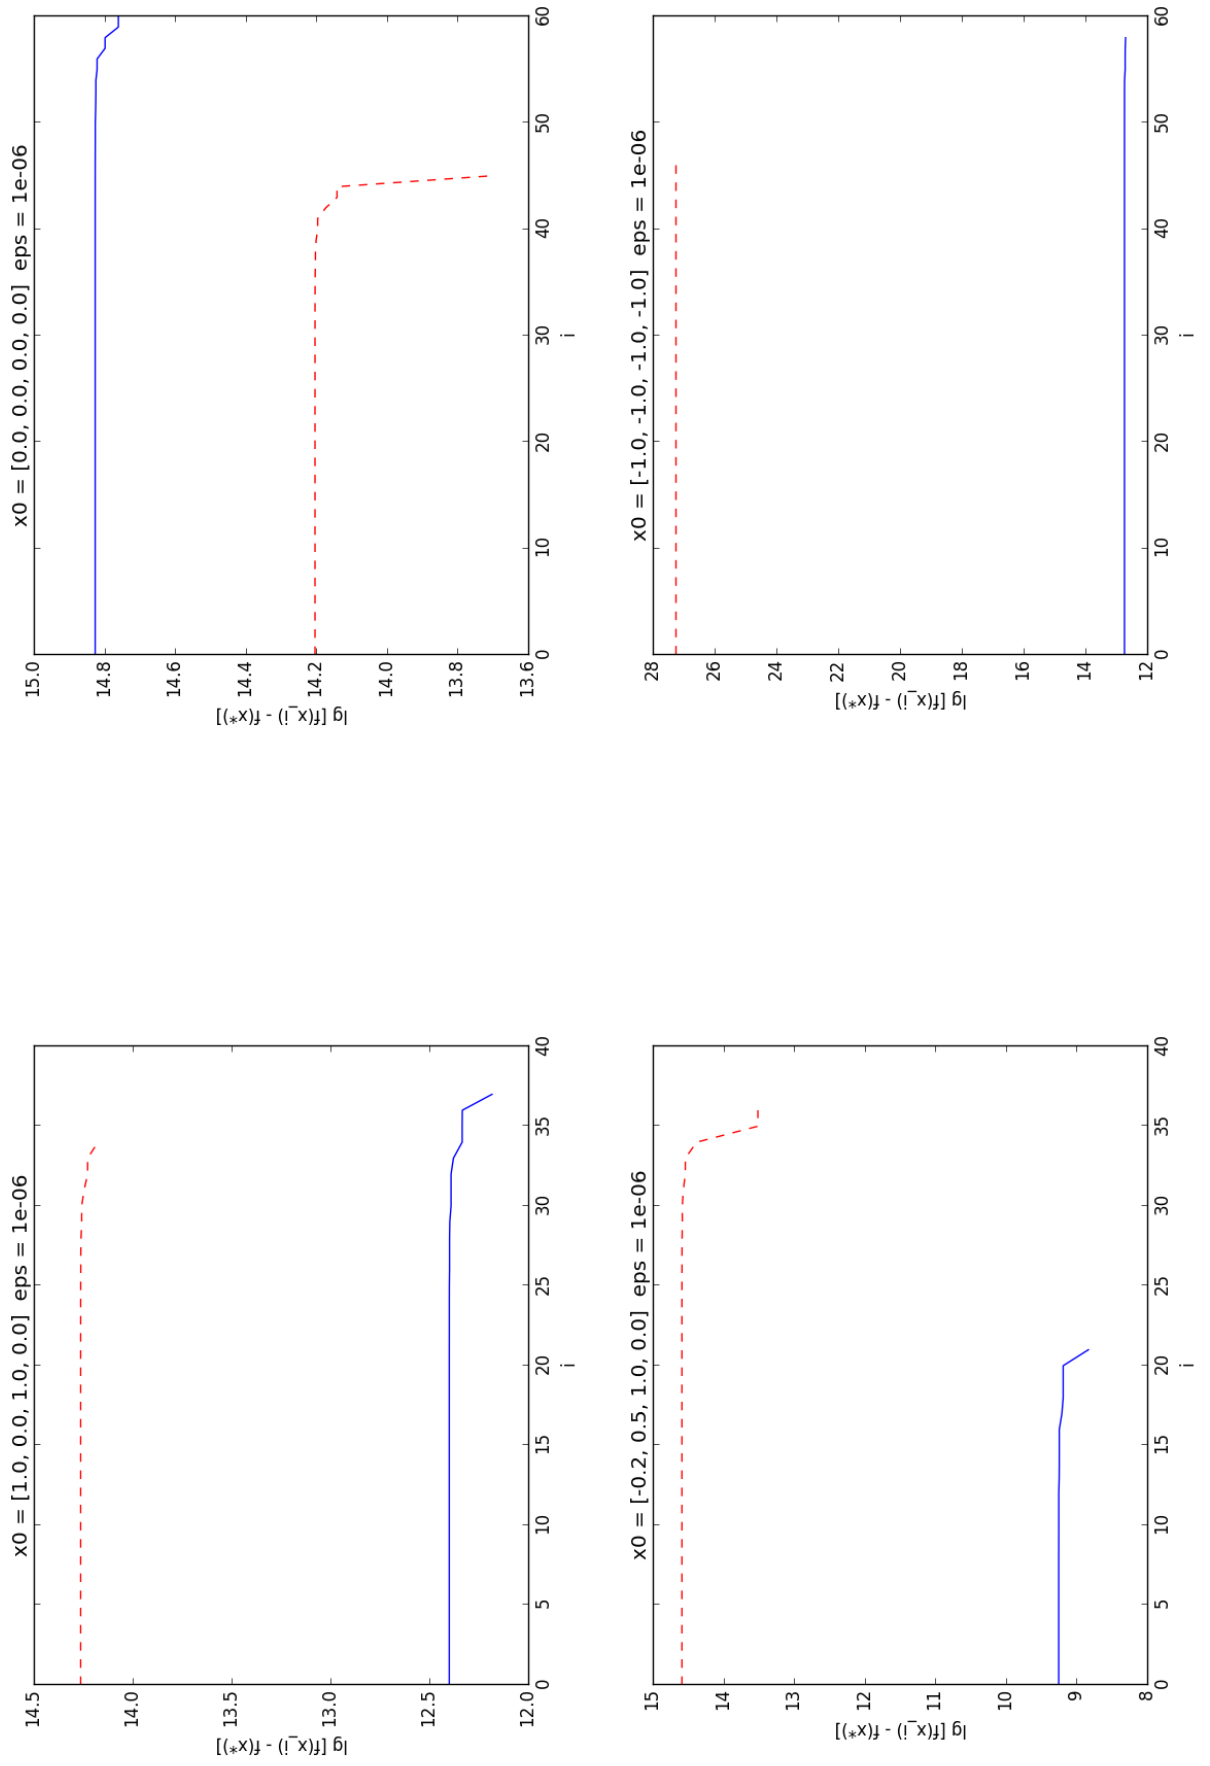 x0 = [1.0, 0.0, 1.0, 0.0] eps = 1e-06
14.5
14.0
13.5
13.0
12.5
12.0
lg [f(x_i) - f(x*)]
0 5 10 15 20 25 30 35 40
i
x0 = [0.0, 0.0, 0.0, 0.0] eps = 1e-06
15.0
14.8
14.6
14.4
14.2
14.0
13.8
13.6
lg [f(x_i) - f(x*)]
0 10 20 30 40 50 60
i
x0 = [-0.2, 0.5, 1.0, 0.0] eps = 1e-06
15
14
13
12
11
10
9
8
lg [f(x_i) - f(x*)]
0 5 10 15 20 25 30 35 40
i
x0 = [-1.0, -1.0, -1.0, -1.0] eps = 1e-06
28
26
24
22
20
18
16
14
12
lg [f(x_i) - f(x*)]
0 10 20 30 40 50 60
i